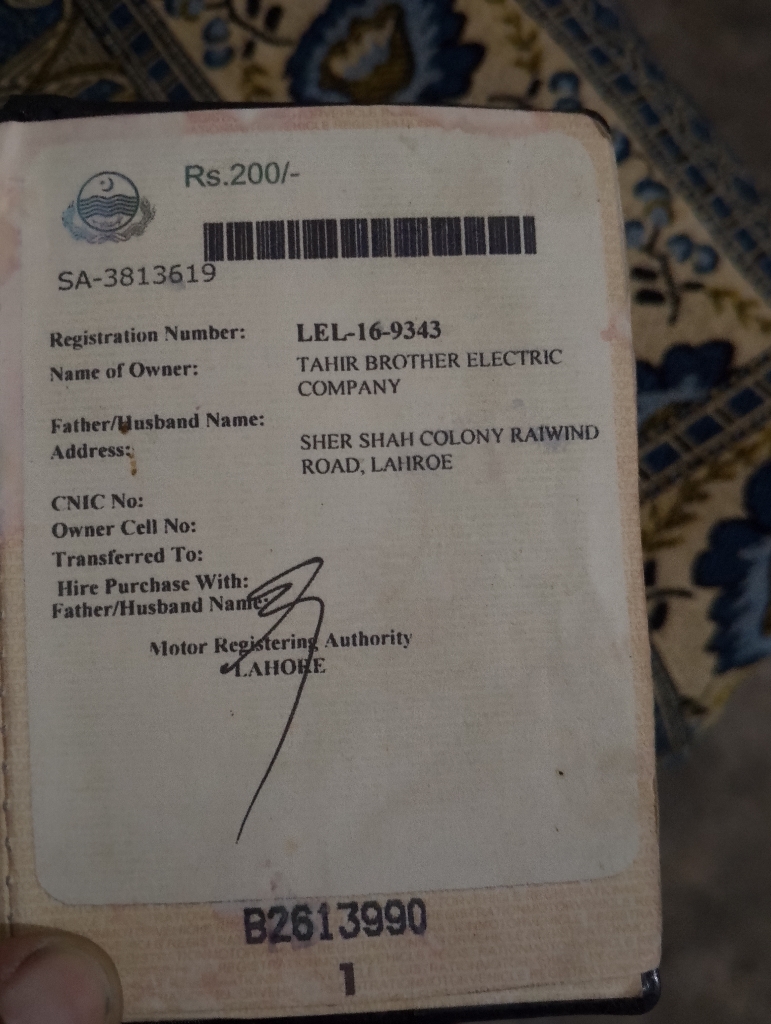 Rs.200/-
SA-3813619
Registration Number: LEL-16-9343
Name of Owner: TAHIR BROTHER ELECTRIC
COMPANY
Father/Husband Name:
Address: SHER SHAH COLONY RAIWIND
ROAD, LAHROE
CNIC No:
Owner Cell No:
Transferred To:
Hire Purchase With:
Father/Husband Name:
Motor Registering Authority
LAHORE
B2613990
1